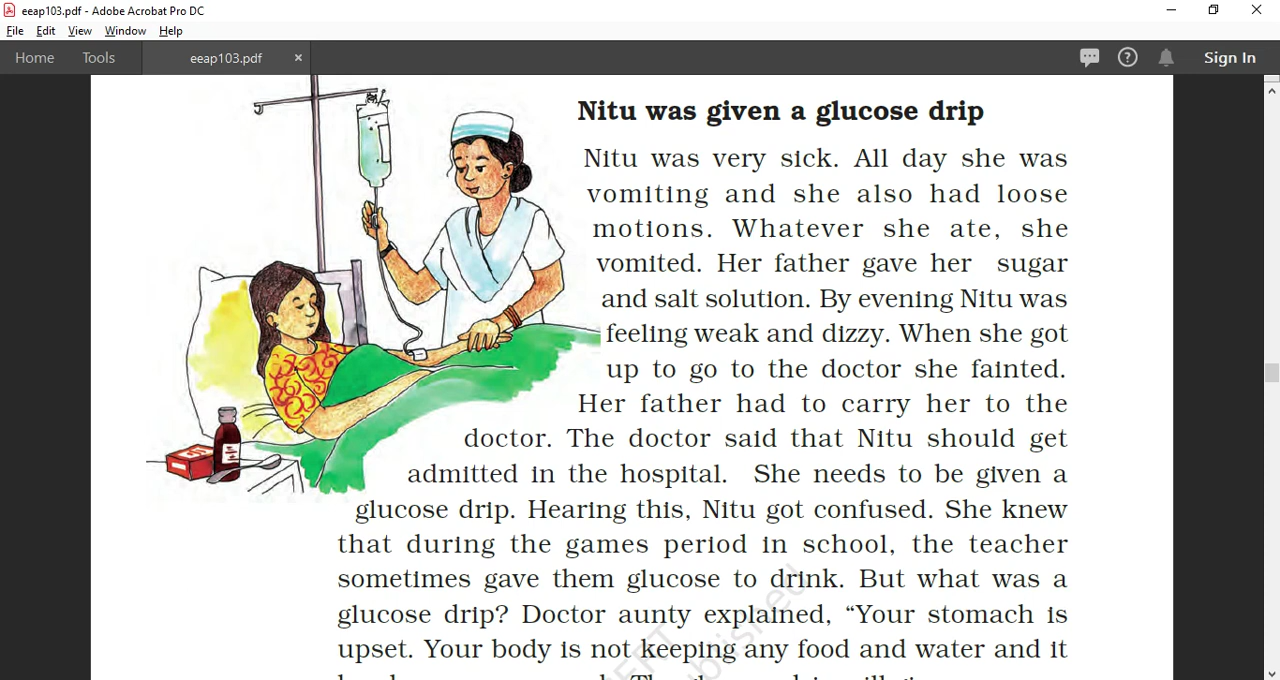 eeap103.pdf - Adobe Acrobat Pro DC
File Edit View Window Help
Home Tools eeap103.pdf × Sign In
Nitu was given a glucose drip
Nitu was very sick. All day she was
vomiting and she also had loose
motions. Whatever she ate, she
vomited. Her father gave her sugar
and salt solution. By evening Nitu was
feeling weak and dizzy. When she got
up to go to the doctor she fainted.
Her father had to carry her to the
doctor. The doctor said that Nitu should get
admitted in the hospital. She needs to be given a
glucose drip. Hearing this, Nitu got confused. She knew
that during the games period in school, the teacher
sometimes gave them glucose to drink. But what was a
glucose drip? Doctor aunty explained, “Your stomach is
upset. Your body is not keeping any food and water and it